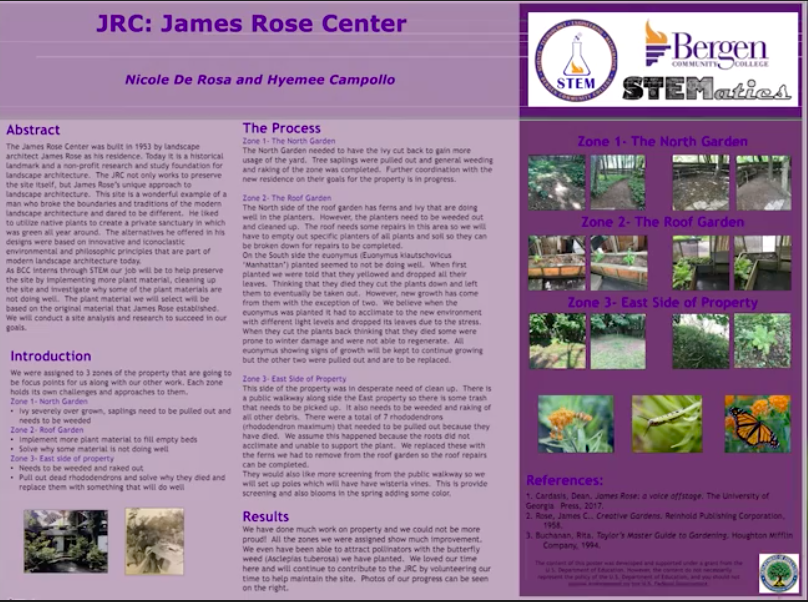 JRC: James Rose Center
Nicole De Rosa and Hyemee Campollo
STEM
Bergen
COMMUNITY COLLEGE
STEMatics
Abstract
The James Rose Center was built in 1953 by landscape
architect James Rose as his residence. Today it is a historical
landmark and a non-profit research and study foundation for
landscape architecture. The JRC not only works to preserve
the site itself, but James Rose's unique approach to
landscape architecture. This site is a wonderful example of a
man who broke the boundaries and traditions of the modern
landscape architecture and dared to be different. He liked
to utilize native plants to create a private sanctuary in which
was green all year around. The alternatives he offered in his
designs were based on innovative and iconoclastic
environmental and philosophic principles that are part of
modern landscape architecture today.
As BCC interns through STEM our job will be to help preserve
the site by implementing more plant material, cleaning up
the site and investigate why some of the plant materials are
not doing well. The plant material we will select will be
based on the original material that James Rose established.
We will conduct a site analysis and research to succeed in our
goals.
Introduction
We were assigned to 3 zones of the property that are going to
be focus points for us along with our other work. Each zone
holds its own challenges and approaches to them.
Zone 1- North Garden
• Ivy severely over grown, saplings need to be pulled out and
needs to be weeded
Zone 2- Roof Garden
• Implement more plant material to fill empty beds
• Solve why some material is not doing well
Zone 3- East side of property
• Needs to be weeded and raked out
• Pull out dead rhododendrons and solve why they died and
replace them with something that will do well
The Process
Zone 1- The North Garden
The North Garden needed to have the ivy cut back to gain more
usage of the yard. Tree saplings were pulled out and general weeding
and raking of the zone was completed. Further coordination with the
new residence on their goals for the property is in progress.
Zone 2- The Roof Garden
The North side of the roof garden has ferns and ivy that are doing
well in the planters. However, the planters need to be weeded out
and cleaned up. The roof needs some repairs in this area so we will
have to empty out specific planters of all plants and soil so they can
be broken down for repairs to be completed.
On the South side the euonymus (Euonymus kiautschovicus
"Manhattan") planted seemed to not be doing well. When first
planted we were told that they yellowed and dropped all their
leaves. Thinking that they died they cut the plants down and left
them to eventually be taken out. However, new growth has come
from them with the exception of two. We believe when the
euonymus was planted it had to acclimate to the new environment
with different light levels and dropped its leaves due to the stress.
When they cut the plants back thinking that they died some were
prone to winter damage and were not able to regenerate. All
euonymus showing signs of growth will be kept to continue growing
but the other two were pulled out and are to be replaced.
Zone 3- East Side of Property
This side of the property was in desperate need of clean up. There is
a public walkway along side the East property so there is some trash
that needs to be picked up. It also needs to be weeded and raking of
all other debris. There were a total of 7 rhododendrons
(rhododendron maximum) that needed to be pulled out because they
have died. We assume this happened because the roots did not
acclimate and unable to support the plant. We replaced these with
the ferns we had to remove from the roof garden so the roof repairs
can be completed.
They would also like more screening from the public walkway so we
will set up poles which will have have wisteria vines. This is provide
screening and also blooms in the spring adding some color.
Results
We have done much work on property and we could not be more
proud! All the zones we were assigned show much improvement.
We even have been able to attract pollinators with the butterfly
weed (Asclepias tuberosa) we have planted. We loved our time
here and will continue to contribute to the JRC by volunteering our
time to help maintain the site. Photos of our progress can be seen
on the right.
Zone 1- The North Garden
Zone 2- The Roof Garden
Zone 3- East Side of Property
References:
1. Cardasis, Dean, James Rose: a voice offstage. The University of
Georgia Press, 2017.
2. Rose, James C., Creative Gardens. Reinhold Publishing Corporation,
1958.
3. Buchanan, Rita. Taylor's Master Guide to Gardening. Houghton Mifflin
Company, 1994.
The content of this poster was developed and supported under a grant from the
U.S. Department of Education. However, the content do not necessarily
represent the policy of the U.S. Department of Education, and you should not